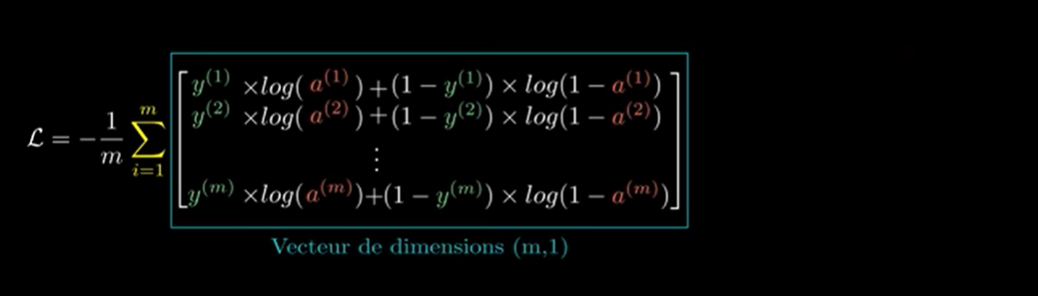 y^(1) ×log( a^(1) )+(1 − y^(1)) × log(1 − a^(1))
y^(2) ×log( a^(2) )+(1 − y^(2)) × log(1 − a^(2))
ℒ = − 1/m ∑_{i=1}^{m}
⋮
y^(m) ×log(a^(m))+(1 − y^(m)) × log(1 − a^(m))
Vecteur de dimensions (m,1)